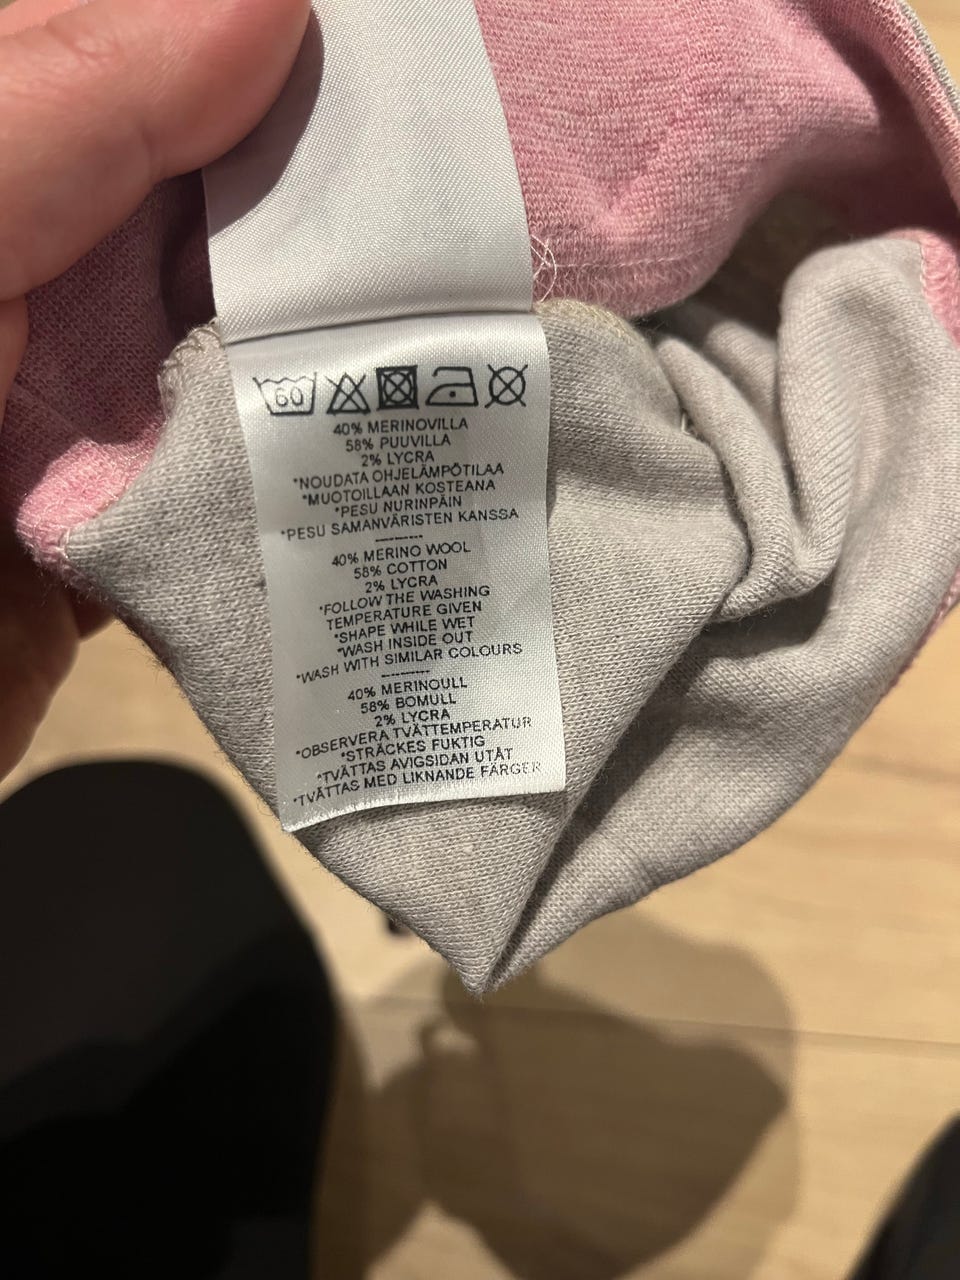 60
40% MERINOVILLA
58% PUUVILLA
2% LYCRA
*NOUDATA OHJELÄMPÖTILAA
*MUOTOILLAAN KOSTEANA
*PESU NURINPÄIN
*PESU SAMANVÄRISTEN KANSSA
----------
40% MERINO WOOL
58% COTTON
2% LYCRA
*FOLLOW THE WASHING
TEMPERATURE GIVEN
*SHAPE WHILE WET
*WASH INSIDE OUT
*WASH WITH SIMILAR COLOURS
----------
40% MERINOULL
58% BOMULL
2% LYCRA
*OBSERVERA TVÄTTEMPERATUR
*STRÄCKES FUKTIG
*TVÄTTAS AVIGSIDAN UTÅT
*TVÄTTAS MED LIKNANDE FÄRGER